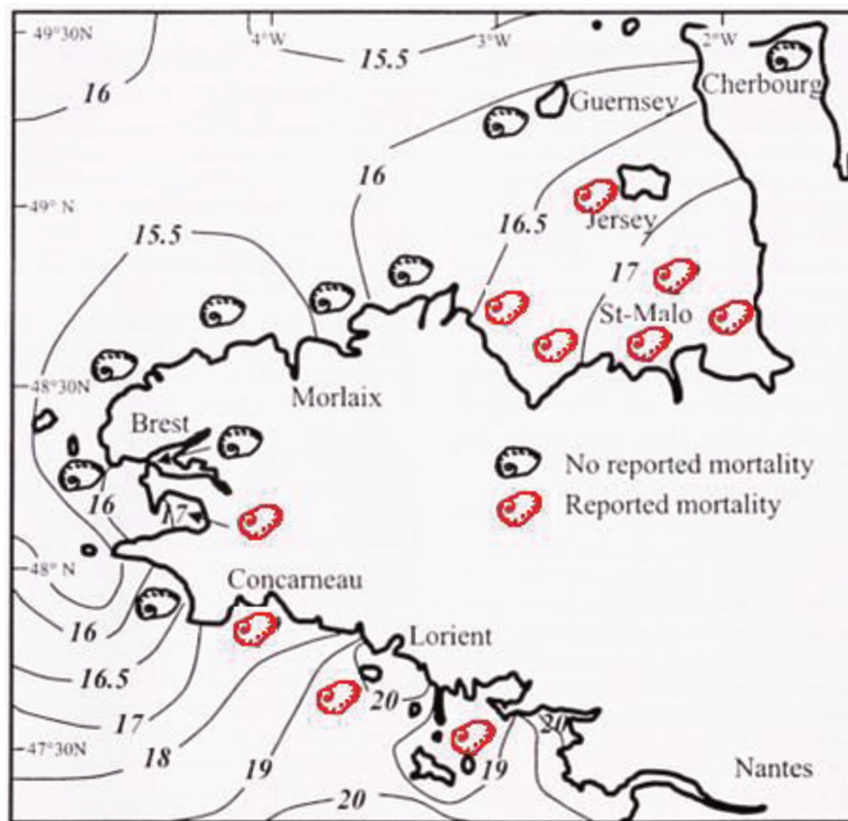 49°30N
4°W
3°W
2°W
15.5
16
Cherbourg
Guernsey
16
49° N
16.5
Jersey
15.5
17
St-Malo
48°30N
Morlaix
Brest
No reported mortality
16
Reported mortality
17
48° N
Concarneau
16
Lorient
16.5
20
17
20
47°30N
18
19
19
Nantes
20